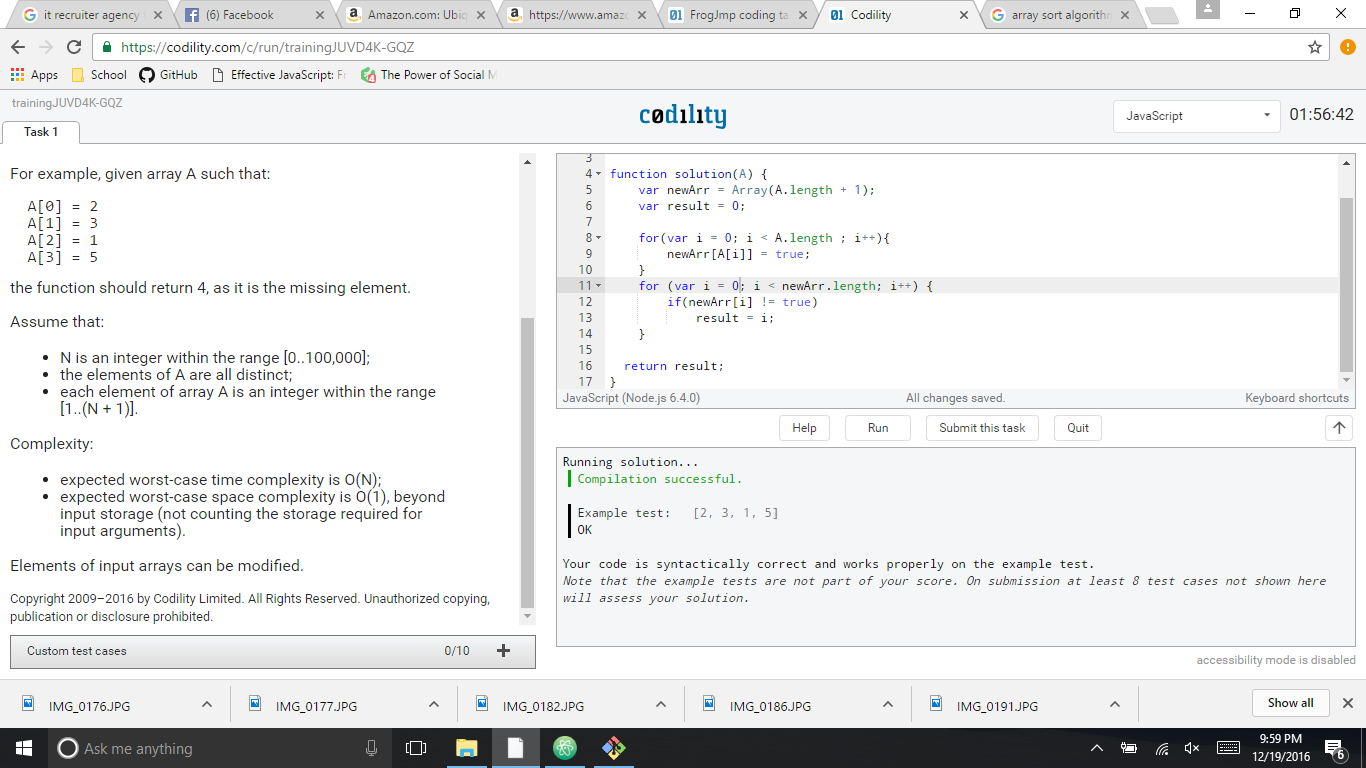 it recruiter agency
(6) Facebook
Amazon.com: Ubiq
https://www.amaz
FrogJmp coding ta
Codility
array sort algorith
https://codility.com/c/run/trainingJUVD4K-GQZ
Apps
School
GitHub
Effective JavaScript: Fr
The Power of Social M
trainingJUVD4K-GQZ
Task 1
codility
JavaScript
01:56:42
For example, given array A such that:
A[0] = 2
A[1] = 3
A[2] = 1
A[3] = 5
the function should return 4, as it is the missing element.
Assume that:
• N is an integer within the range [0..100,000];
• the elements of A are all distinct;
• each element of array A is an integer within the range
[1..(N + 1)].
Complexity:
• expected worst-case time complexity is O(N);
• expected worst-case space complexity is O(1), beyond
input storage (not counting the storage required for
input arguments).
Elements of input arrays can be modified.
Copyright 2009–2016 by Codility Limited. All Rights Reserved. Unauthorized copying,
publication or disclosure prohibited.
Custom test cases 0/10 +
3
4 function solution(A) {
5 var newArr = Array(A.length + 1);
6 var result = 0;
7
8 for(var i = 0; i < A.length ; i++){
9 newArr[A[i]] = true;
10 }
11 for (var i = 0; i < newArr.length; i++) {
12 if(newArr[i] != true)
13 result = i;
14 }
15
16 return result;
17 }
JavaScript (Node.js 6.4.0)
All changes saved.
Keyboard shortcuts
Help
Run
Submit this task
Quit
Running solution...
Compilation successful.
Example test: [2, 3, 1, 5]
OK
Your code is syntactically correct and works properly on the example test.
Note that the example tests are not part of your score. On submission at least 8 test cases not shown here
will assess your solution.
accessibility mode is disabled
IMG_0176.JPG
IMG_0177.JPG
IMG_0182.JPG
IMG_0186.JPG
IMG_0191.JPG
Show all
Ask me anything
9:59 PM
12/19/2016
6